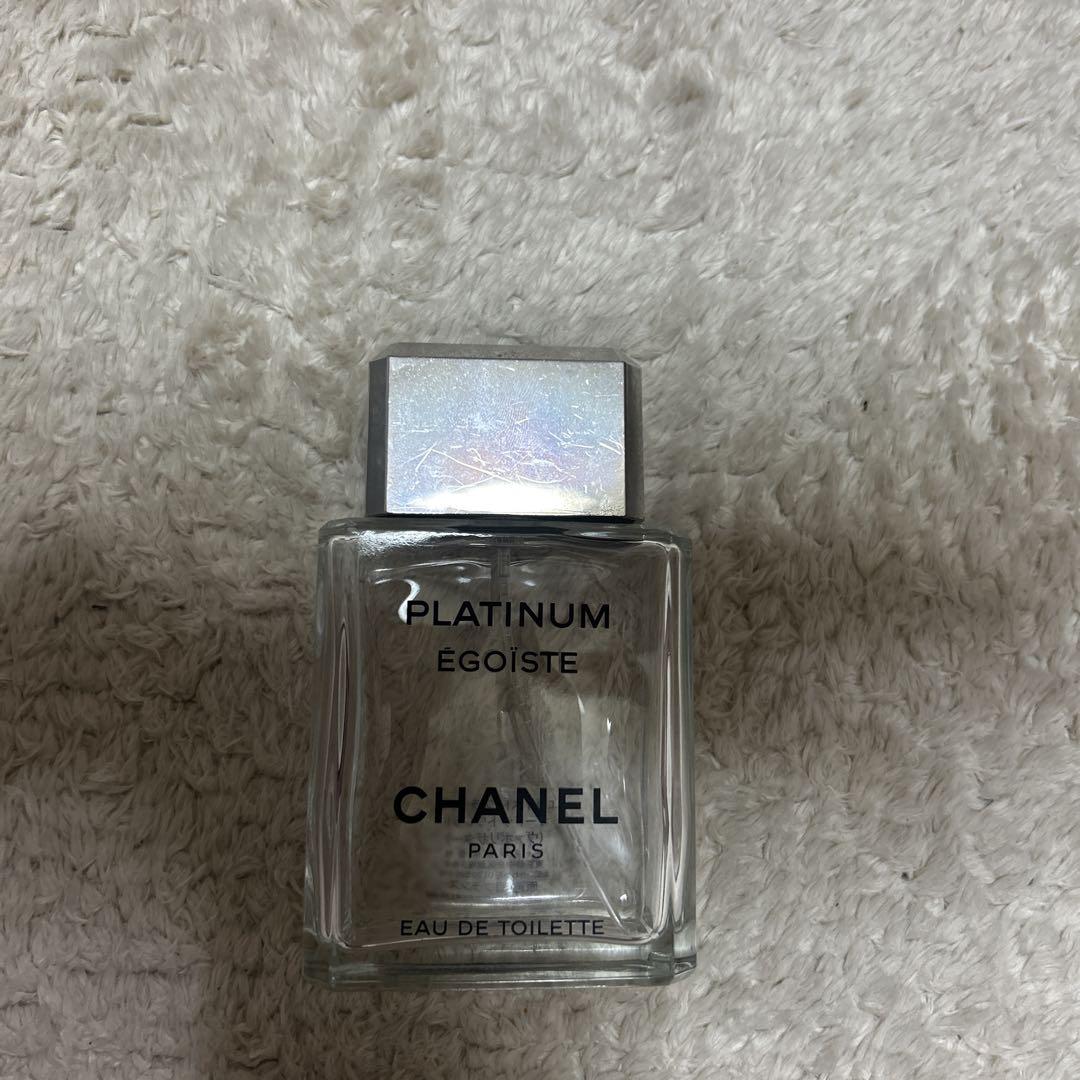 PLATINUM
ÉGOÏSTE
CHANEL
PARIS
EAU DE TOILETTE